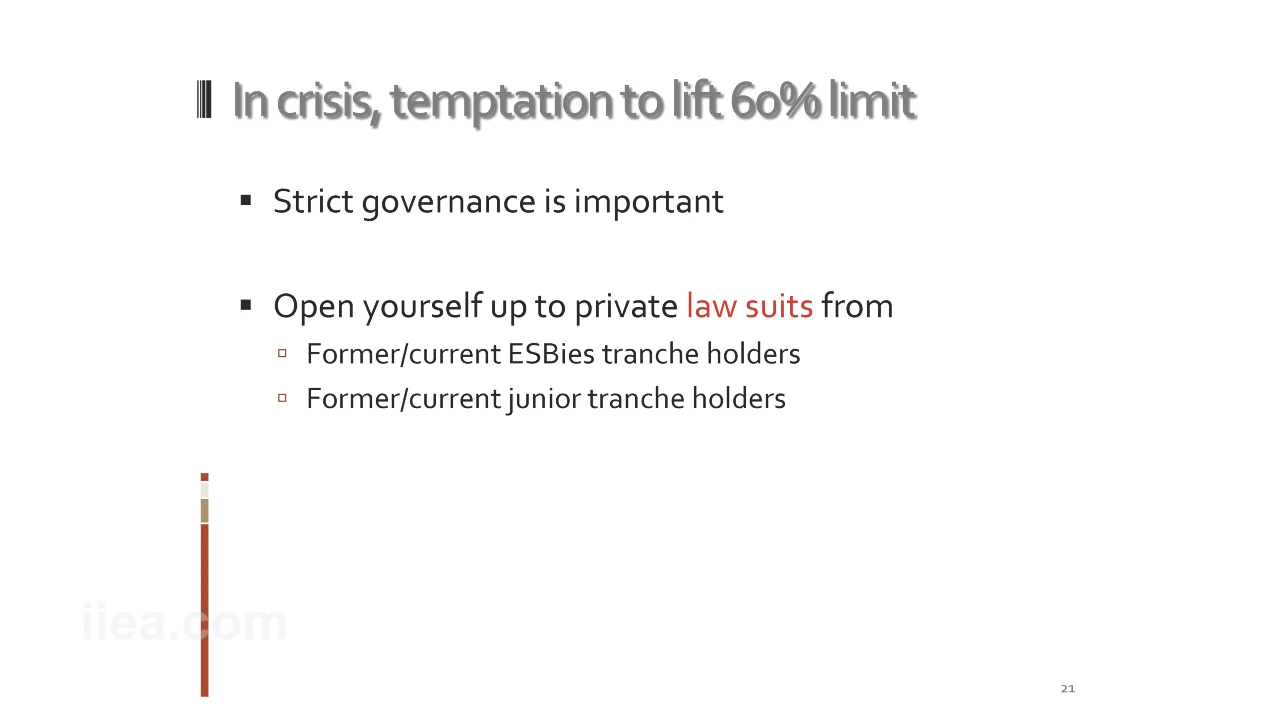 In crisis, temptation to lift 60% limit
Strict governance is important
Open yourself up to private law suits from
Former/current ESBies tranche holders
Former/current junior tranche holders
iiea.com
21